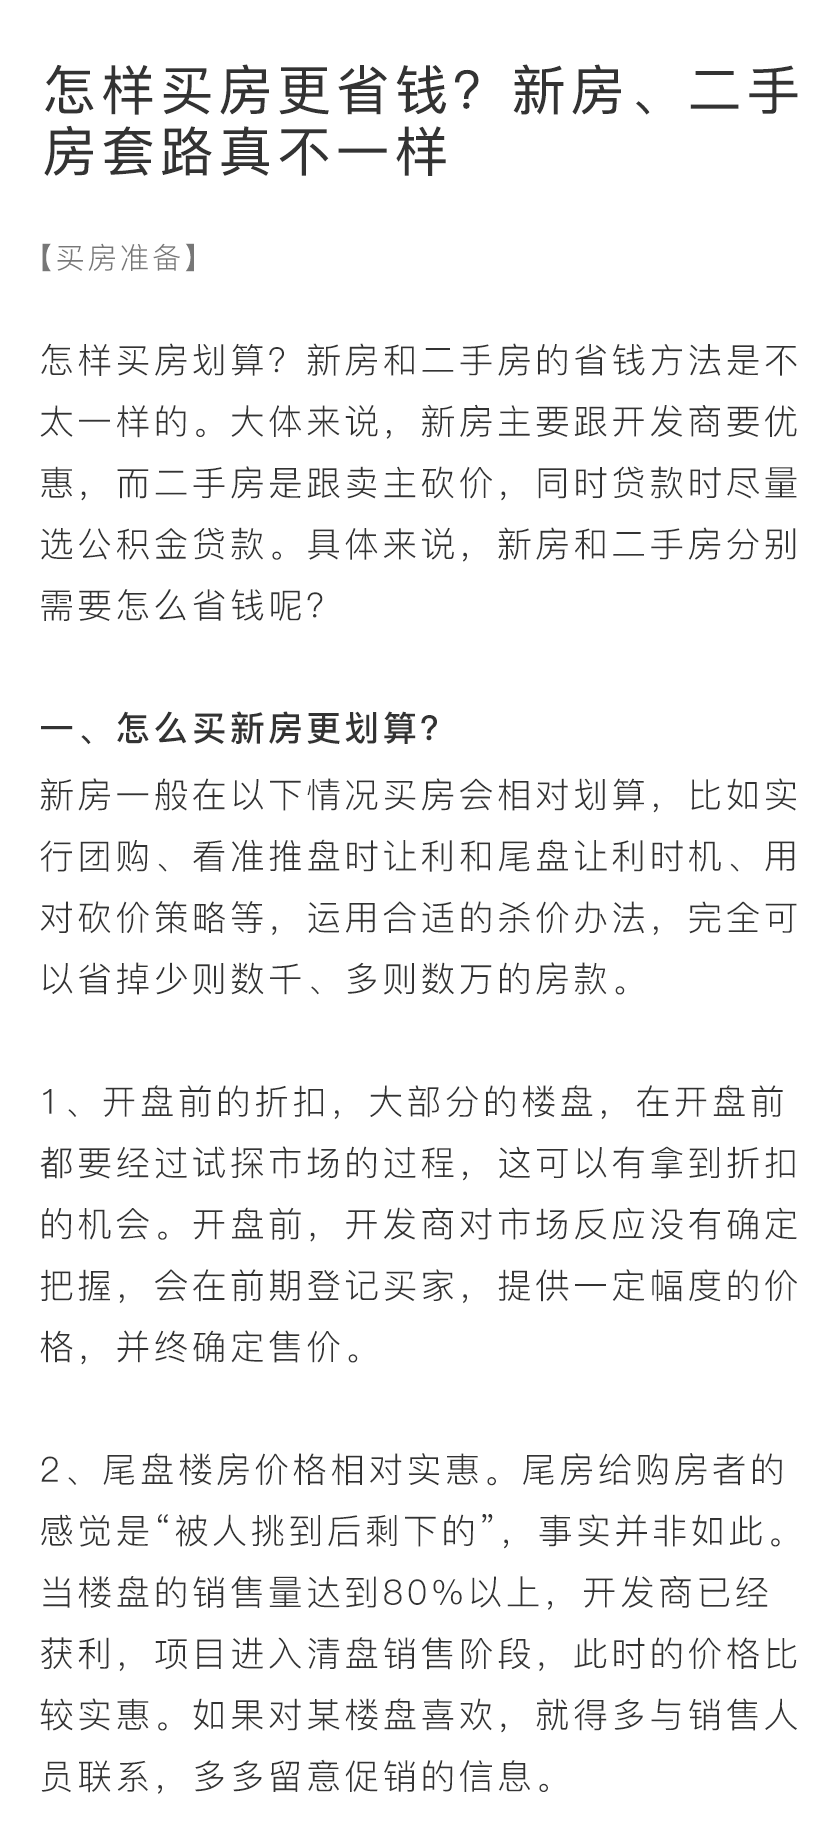 怎样买房更省钱？新房、二手
房套路真不一样
【买房准备】
怎样买房划算？新房和二手房的省钱方法是不
太一样的。大体来说，新房主要跟开发商要优
惠，而二手房是跟卖主砍价，同时贷款时尽量
选公积金贷款。具体来说，新房和二手房分别
需要怎么省钱呢？
一、怎么买新房更划算？
新房一般在以下情况买房会相对划算，比如实
行团购、看准推盘时让利和尾盘让利时机、用
对砍价策略等，运用合适的杀价办法，完全可
以省掉少则数千、多则数万的房款。
1、开盘前的折扣，大部分的楼盘，在开盘前
都要经过试探市场的过程，这可以有拿到折扣
的机会。开盘前，开发商对市场反应没有确定
把握，会在前期登记买家，提供一定幅度的价
格，并终确定售价。
2、尾盘楼房价格相对实惠。尾房给购房者的
感觉是“被人挑到后剩下的”，事实并非如此。
当楼盘的销售量达到80%以上，开发商已经
获利，项目进入清盘销售阶段，此时的价格比
较实惠。如果对某楼盘喜欢，就得多与销售人
员联系，多多留意促销的信息。